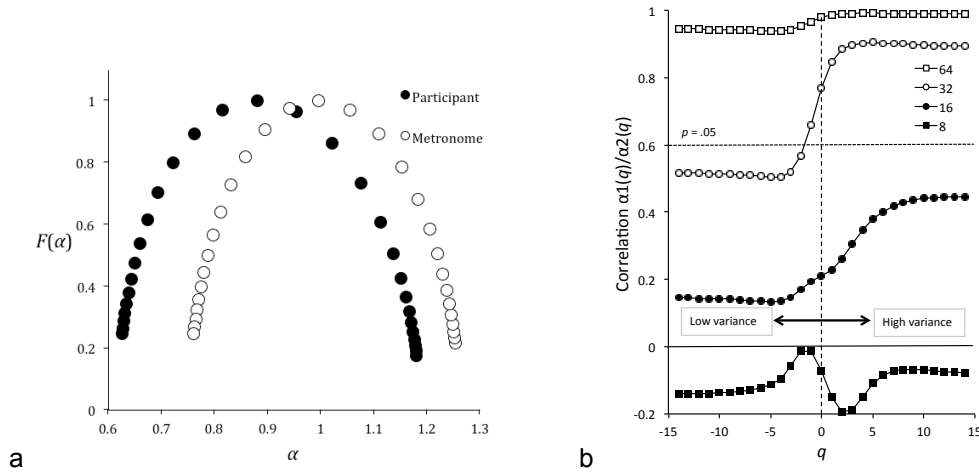 1
0.8
0.6
0.4
0.2
0
F(α)
0.6 0.7 0.8 0.9 1 1.1 1.2 1.3
α
Participant
Metronome
a
1
0.8
0.6
0.4
0.2
0
-0.2
Correlation α1(q)/α2(q)
64
32
16
8
p = .05
Low variance
High variance
-15 -10 -5 0 5 10 15
q
b